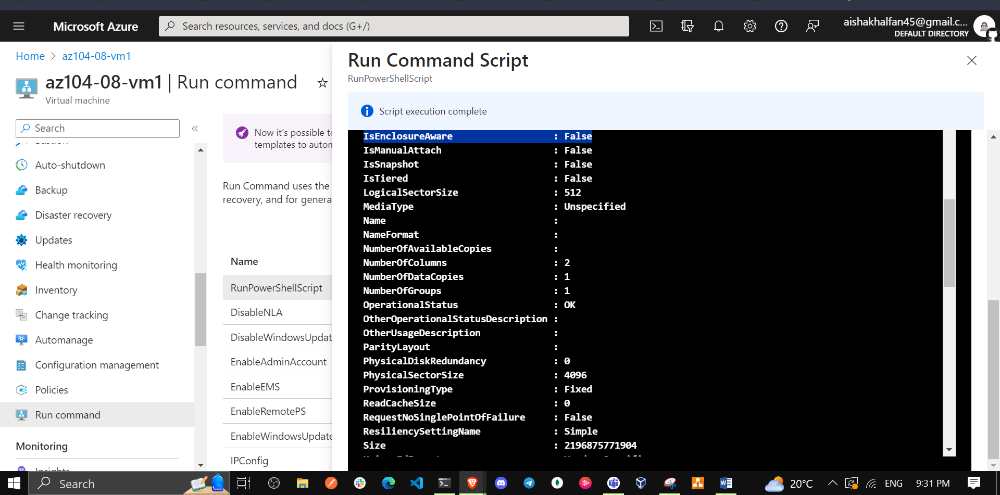 Microsoft Azure
Search resources, services, and docs (G+/)
aishakhalfan45@gmail.c...
DEFAULT DIRECTORY
Home > az104-08-vm1
az104-08-vm1 | Run command
Virtual machine
Search
Auto-shutdown
Backup
Disaster recovery
Updates
Health monitoring
Inventory
Change tracking
Automanage
Configuration management
Policies
Run command
Monitoring
Insights
Now it's possible to
templates to autom
Run Command uses the
recovery, and for genera
Name
RunPowerShellScript
DisableNLA
DisableWindowsUpdat
EnableAdminAccount
EnableEMS
EnableRemotePS
EnableWindowsUpdate
IPConfig
Run Command Script
RunPowerShellScript
Script execution complete
IsEnclosureAware : False
IsManualAttach : False
IsSnapshot : False
IsTiered : False
LogicalSectorSize : 512
MediaType : Unspecified
Name :
NameFormat :
NumberOfAvailableCopies :
NumberOfColumns : 2
NumberOfDataCopies : 1
NumberOfGroups : 1
OperationalStatus : OK
OtherOperationalStatusDescription :
OtherUsageDescription :
ParityLayout :
PhysicalDiskRedundancy : 0
PhysicalSectorSize : 4096
ProvisioningType : Fixed
ReadCacheSize : 0
RequestNoSinglePointOfFailure : False
ResiliencySettingName : Simple
Size : 2196875771904
Search
20°C
ENG
9:31 PM